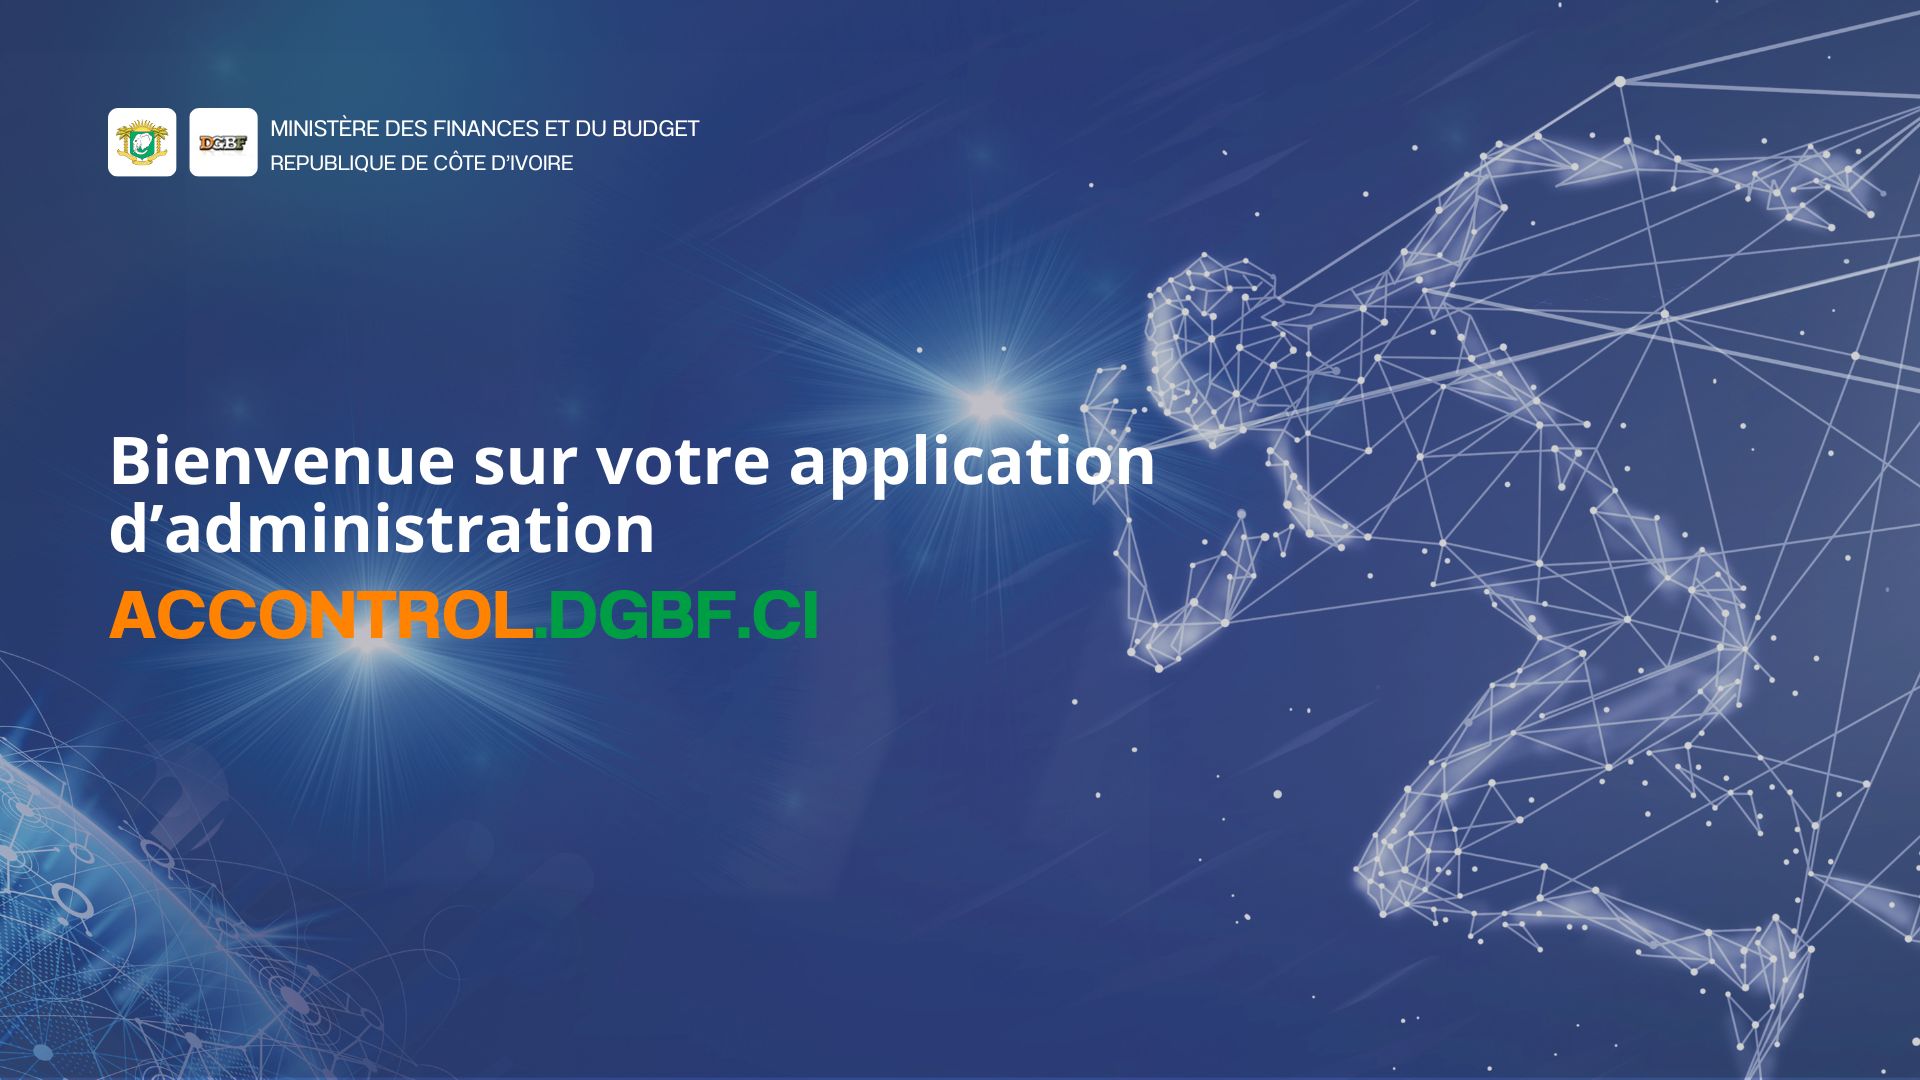 DGBF
MINISTÈRE DES FINANCES ET DU BUDGET
REPUBLIQUE DE CÔTE D’IVOIRE
Bienvenue sur votre application
d’administration
ACCONTROL.DGBF.CI